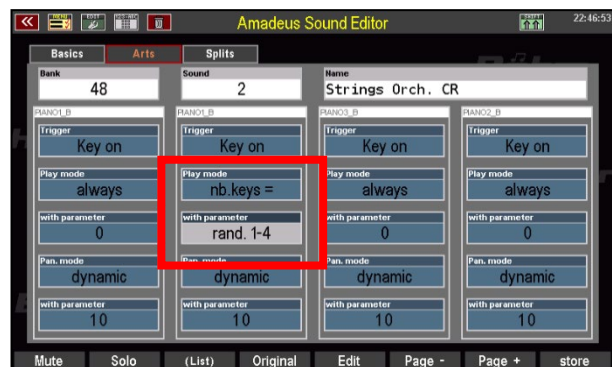 MENU EDIT Amadeus Sound Editor SHIFT 22:46:53
Basics Arts Splits
Bank Sound Name
48 2 Strings Orch. CR
PIANO1_B PIANO1_B PIANO3_B PIANO2_B
Trigger Trigger Trigger Trigger
Key on Key on Key on Key on
Play mode Play mode Play mode Play mode
always nb.keys = always always
with parameter with parameter with parameter with parameter
0 rand. 1-4 0 0
Pan. mode Pan. mode Pan. mode Pan. mode
dynamic dynamic dynamic dynamic
with parameter with parameter with parameter with parameter
10 10 10 10
Mute Solo (List) Original Edit Page - Page + store